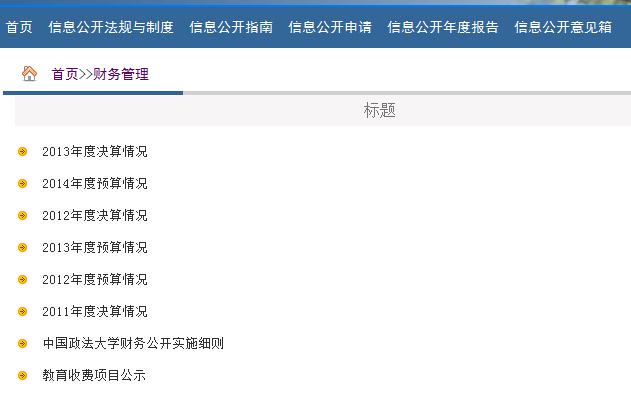 首页 信息公开法规与制度 信息公开指南 信息公开申请 信息公开年度报告 信息公开意见箱
首页>>财务管理
标题
2013年度决算情况
2014年度预算情况
2012年度决算情况
2013年度预算情况
2012年度预算情况
2011年度决算情况
中国政法大学财务公开实施细则
教育收费项目公示